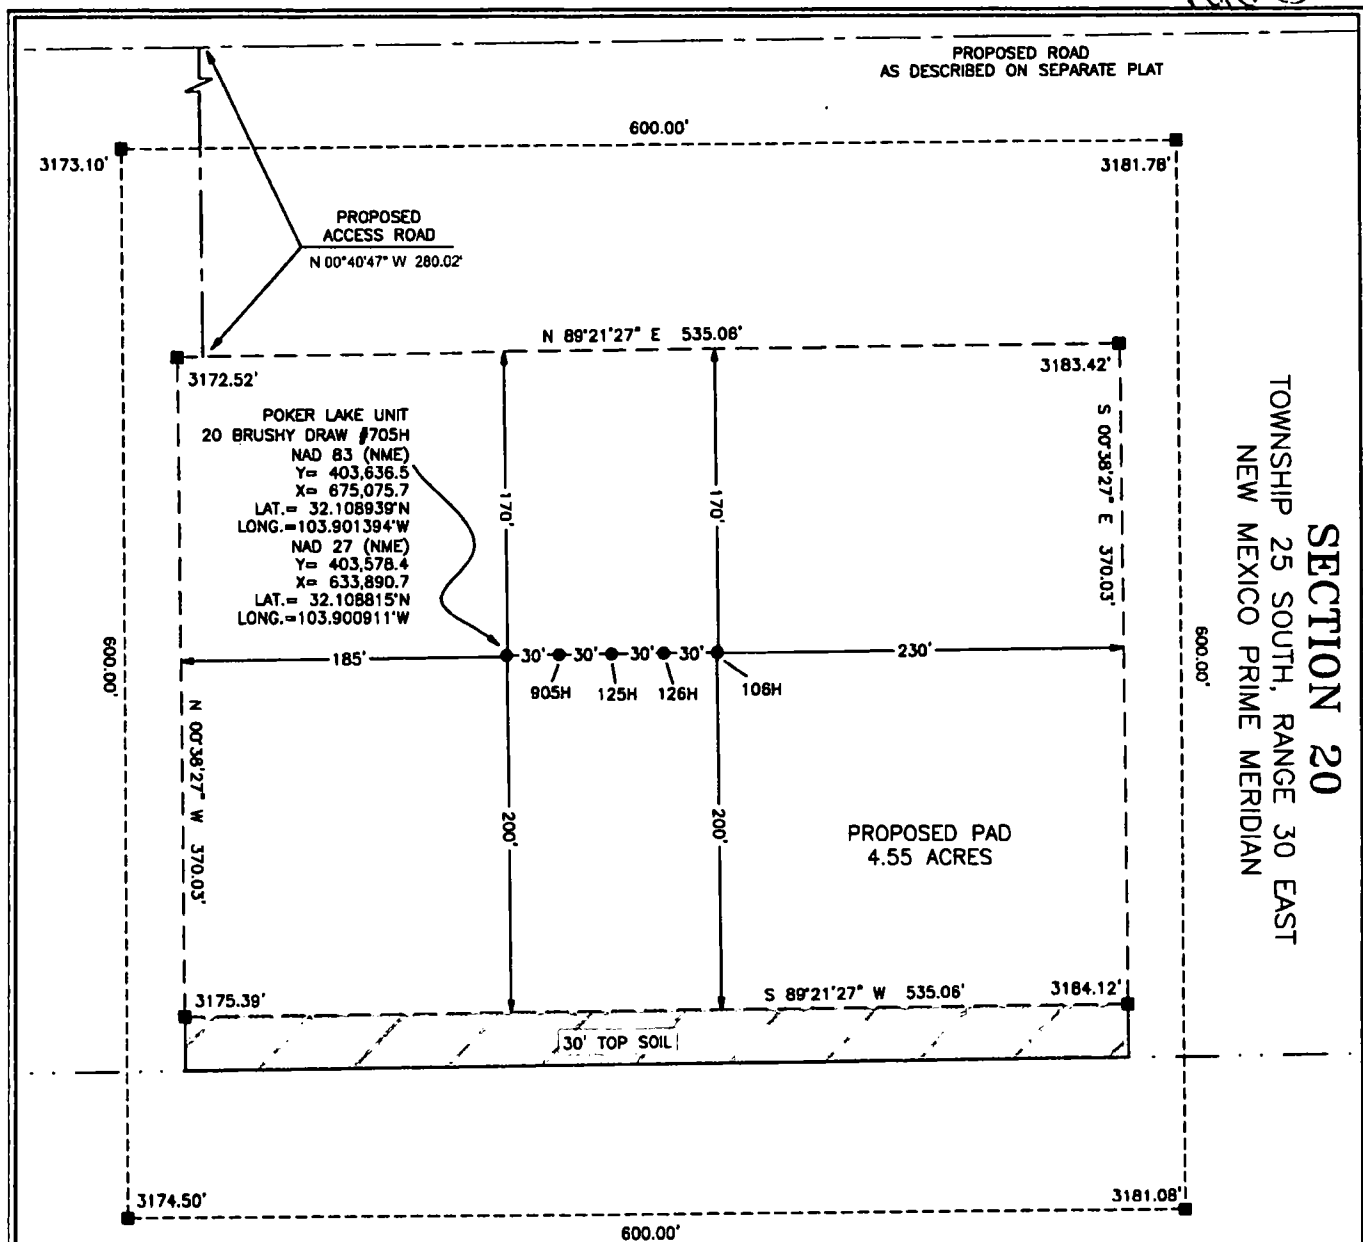 PROPOSED ROAD
AS DESCRIBED ON SEPARATE PLAT
600.00'
3173.10'
3181.78'
PROPOSED
ACCESS ROAD
N 00°40'47" W 280.02'
N 89°21'27" E 535.06'
3172.52'
3183.42'
POKER LAKE UNIT
20 BRUSHY DRAW #705H
NAD 83 (NME)
Y= 403,636.5
X= 675,075.7
LAT.= 32.108939°N
LONG.=103.901394°W
NAD 27 (NME)
Y= 403,578.4
X= 633,890.7
LAT.= 32.108815°N
LONG.=103.900911°W
170'
170'
S 00°38'27" E 370.03'
SECTION 20
TOWNSHIP 25 SOUTH, RANGE 30 EAST
NEW MEXICO PRIME MERIDIAN
600.00'
600.00'
185'
30'
30'
30'
30'
230'
905H
125H
126H
106H
N 00°38'27" W 370.03'
200'
200'
PROPOSED PAD
4.55 ACRES
3175.39'
S 89°21'27" W 535.06'
3184.12'
30' TOP SOIL
3174.50'
3181.08'
600.00'